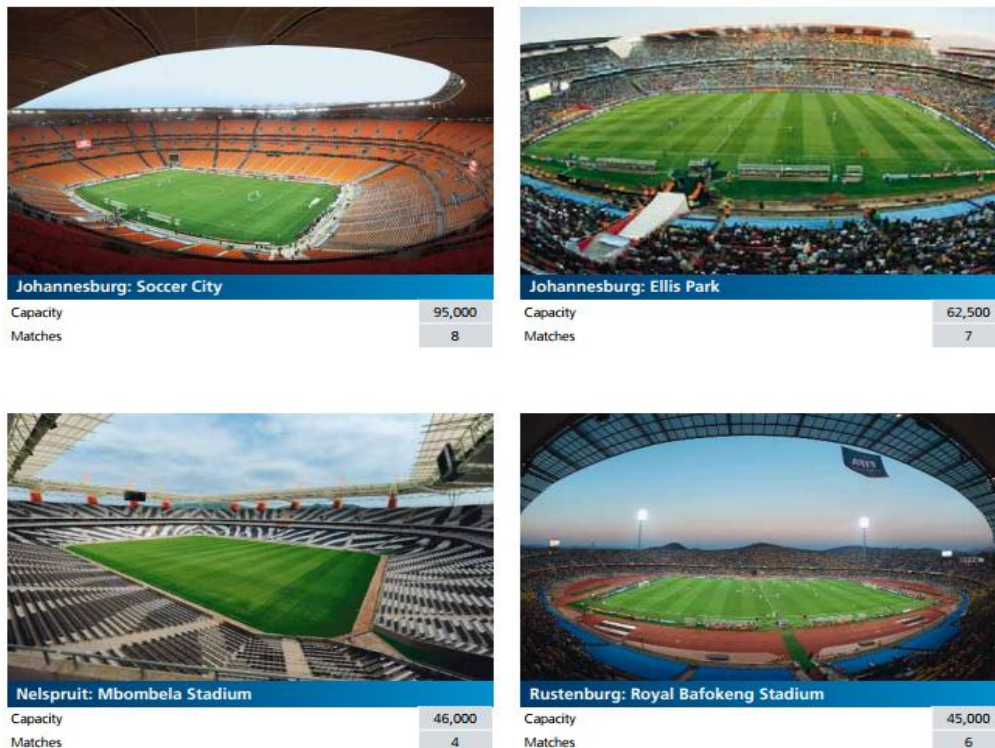 Johannesburg: Soccer City
Capacity 95,000
Matches 8
Johannesburg: Ellis Park
Capacity 62,500
Matches 7
FIFA
Nelspruit: Mbombela Stadium
Capacity 46,000
Matches 4
Rustenburg: Royal Bafokeng Stadium
Capacity 45,000
Matches 6